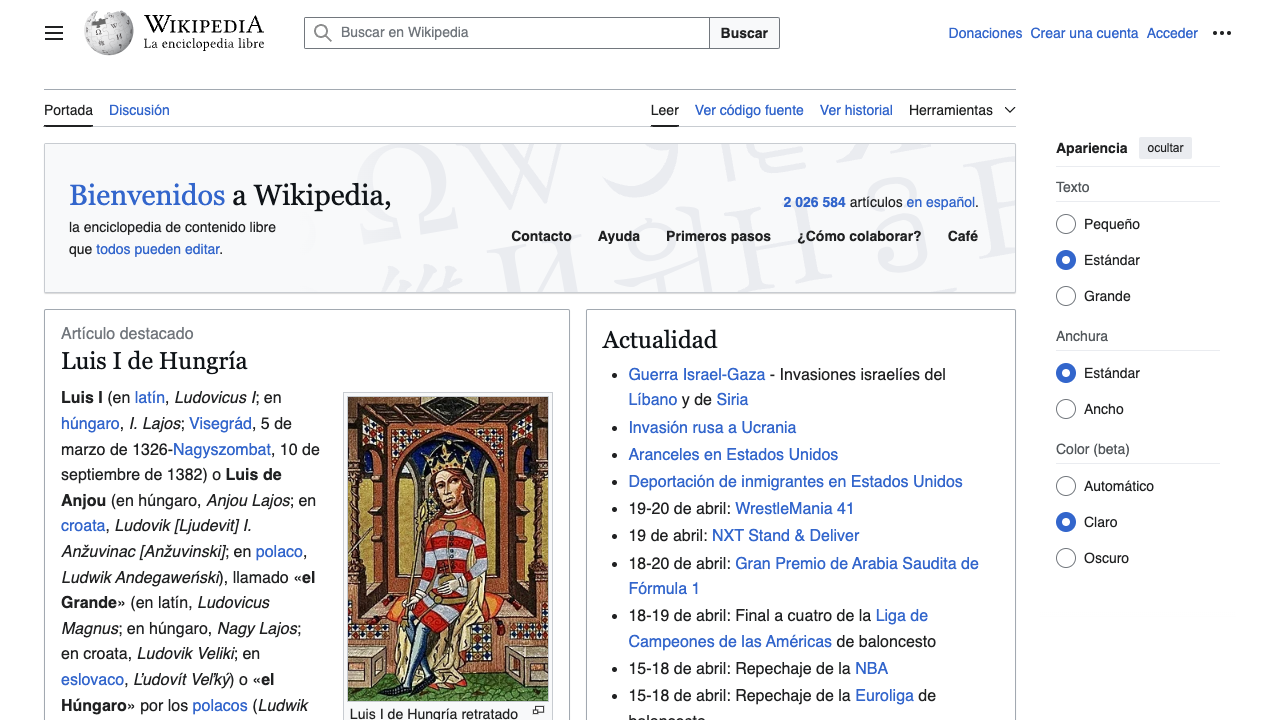 WIKIPEDIA
La enciclopedia libre
Buscar en Wikipedia
Buscar
Donaciones Crear una cuenta Acceder
Portada Discusión
Leer Ver código fuente Ver historial Herramientas
Bienvenidos a Wikipedia,
la enciclopedia de contenido libre
que todos pueden editar.
2 026 584 artículos en español.
Contacto Ayuda Primeros pasos ¿Cómo colaborar? Café
Artículo destacado
Luis I de Hungría
Luis I (en latín, Ludovicus I; en
húngaro, I. Lajos; Visegrád, 5 de
marzo de 1326-Nagyszombat, 10 de
septiembre de 1382) o Luis de
Anjou (en húngaro, Anjou Lajos; en
croata, Ludovik [Ljudevit] I.
Anžuvinac [Anžuvinski]; en polaco,
Ludwik Andegaweński), llamado «el
Grande» (en latín, Ludovicus
Magnus; en húngaro, Nagy Lajos;
en croata, Ludovik Veliki; en
eslovaco, Ľudovít Veľký) o «el
Húngaro» por los polacos (Ludwik
Luis I de Hungría retratado
Actualidad
Guerra Israel-Gaza - Invasiones israelíes del
Líbano y de Siria
Invasión rusa a Ucrania
Aranceles en Estados Unidos
Deportación de inmigrantes en Estados Unidos
19-20 de abril: WrestleMania 41
19 de abril: NXT Stand & Deliver
18-20 de abril: Gran Premio de Arabia Saudita de
Fórmula 1
18-19 de abril: Final a cuatro de la Liga de
Campeones de las Américas de baloncesto
15-18 de abril: Repechaje de la NBA
15-18 de abril: Repechaje de la Euroliga de
baloncesto
Apariencia ocultar
Texto
Pequeño
Estándar
Grande
Anchura
Estándar
Ancho
Color (beta)
Automático
Claro
Oscuro